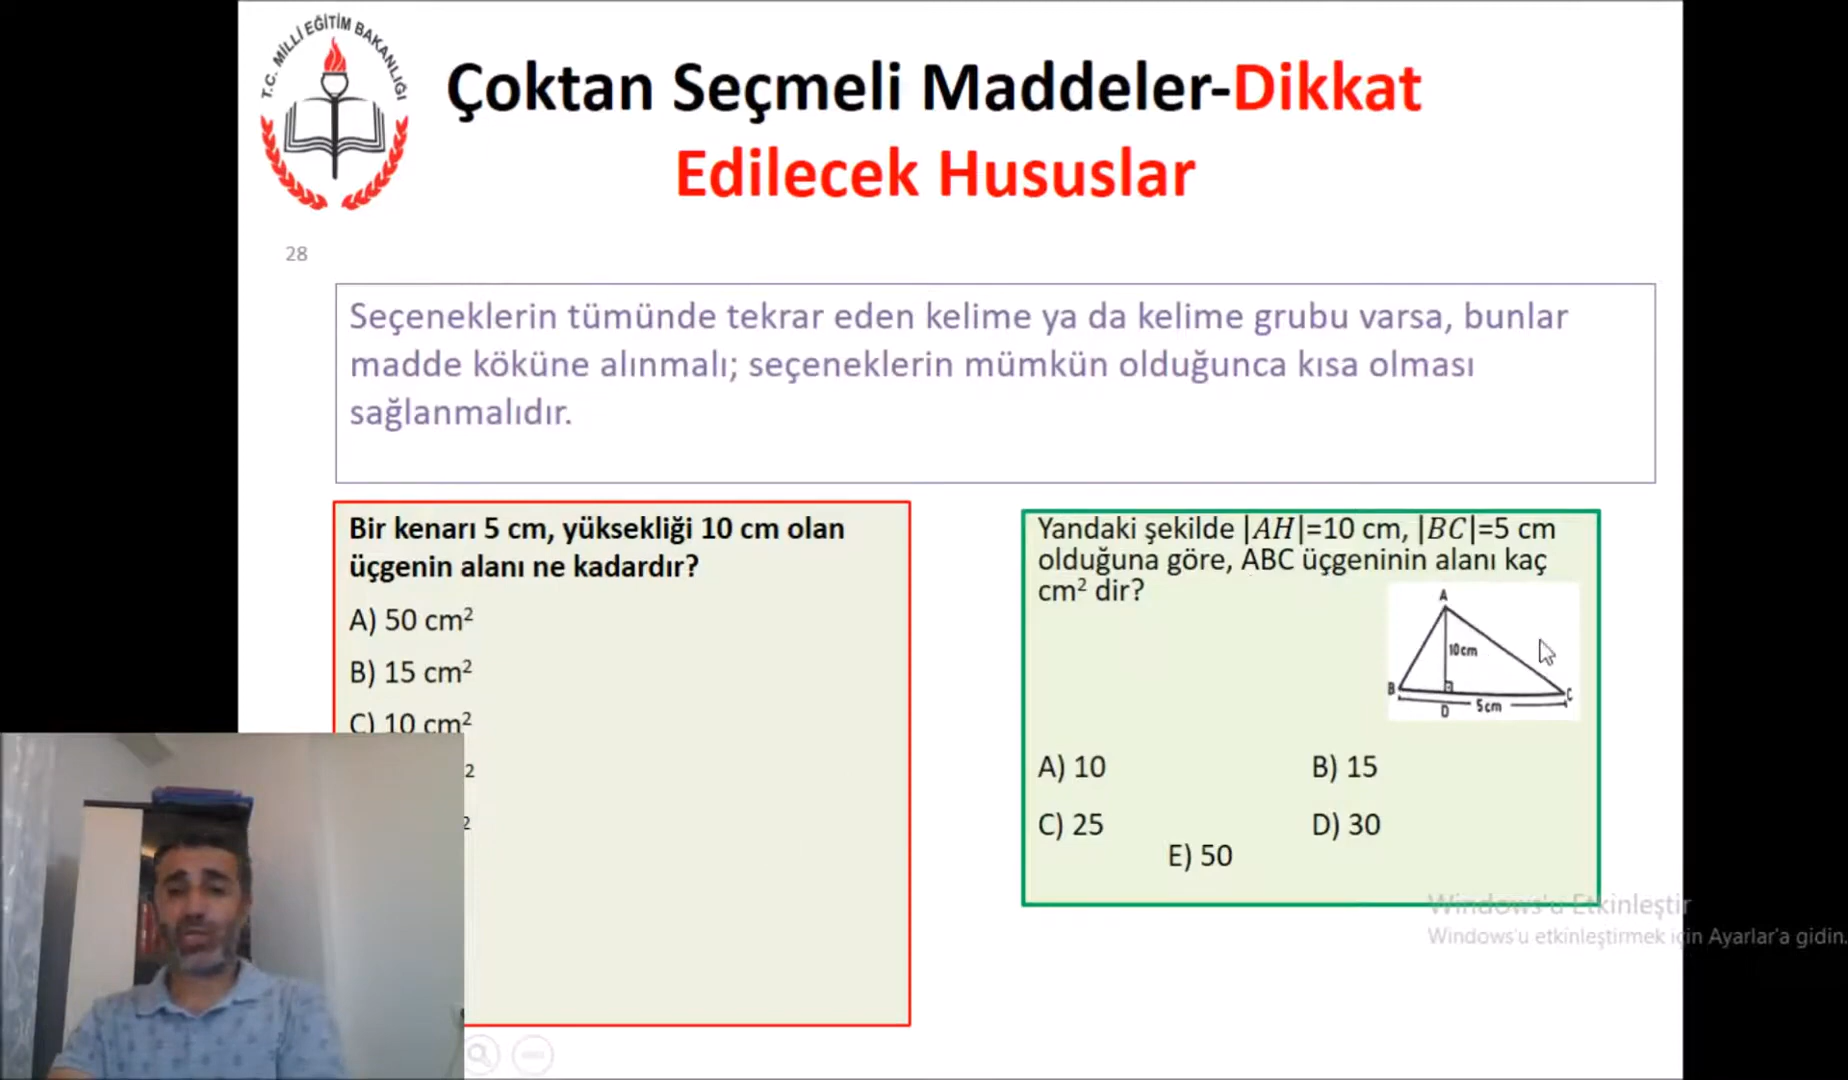 T.C. MİLLİ EĞİTİM BAKANLIĞI
Çoktan Seçmeli Maddeler-Dikkat
Edilecek Hususlar
28
Seçeneklerin tümünde tekrar eden kelime ya da kelime grubu varsa, bunlar
madde köküne alınmalı; seçeneklerin mümkün olduğunca kısa olması
sağlanmalıdır.
Bir kenarı 5 cm, yüksekliği 10 cm olan
üçgenin alanı ne kadardır?
A) 50 cm²
B) 15 cm²
C) 10 cm²
2
2
Yandaki şekilde |AH|=10 cm, |BC|=5 cm
olduğuna göre, ABC üçgeninin alanı kaç
cm² dir?
A
10cm
B
C
D
5cm
A) 10
B) 15
C) 25
D) 30
E) 50
Windows'u Etkinleştir
Windows'u etkinleştirmek için Ayarlar'a gidin.